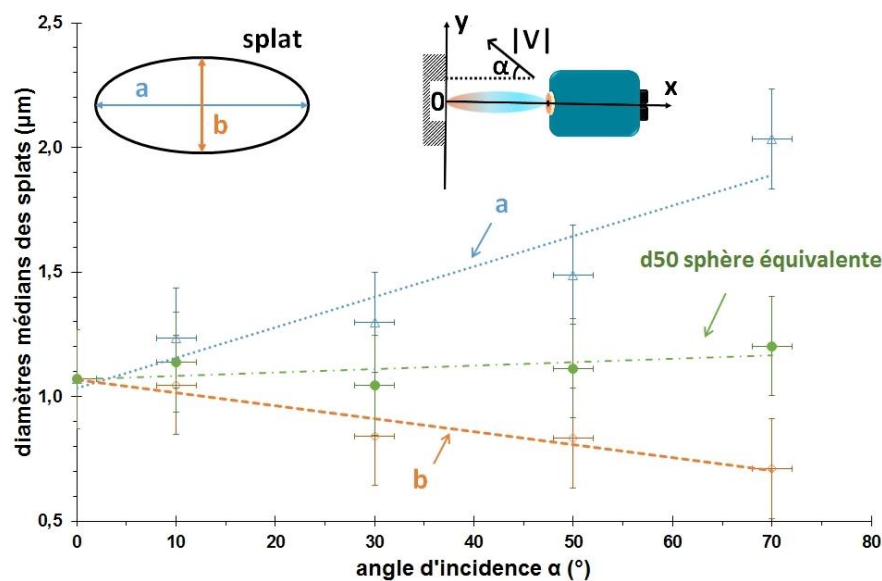 2,5
2,0
1,5
1,0
0,5
0
10
20
30
40
50
60
70
80
diamètres médians des splats (µm)
angle d'incidence α (°)
splat
a
b
y
|V|
α
0
x
a
d50 sphère équivalente
b